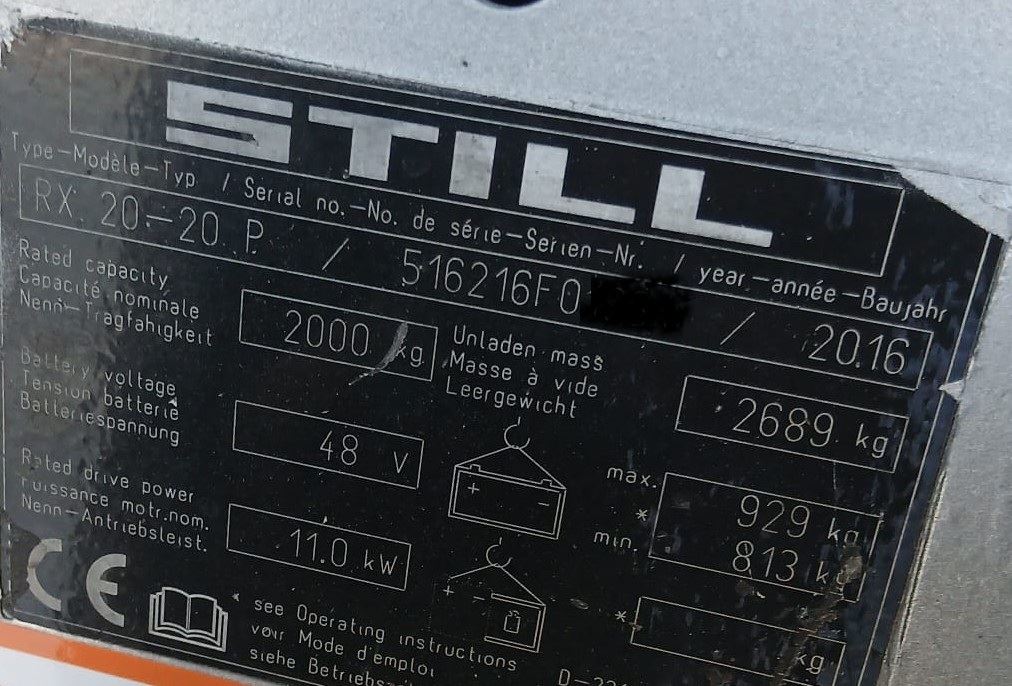 STILL
Type-Modèle-Typ / Serial no.-No. de série-Serien-Nr. / year-année-Baujahr
RX 20-20 P / 516216F0 / 2016
Rated capacity
Capacité nominale
Nenn-Tragfähigkeit
2000 kg
Unladen mass
Masse à vide
Leergewicht
2689 kg
Battery voltage
Tension batterie
Batteriespannung
48 V
+ -
max. 929 kg
*
min. 813 kg
Rated drive power
Puissance motr.nom.
Nenn-Antriebsleist.
11.0 kW
+ -
* kg
CE
* see Operating instructions
voir Mode d'emploi
siehe
D-